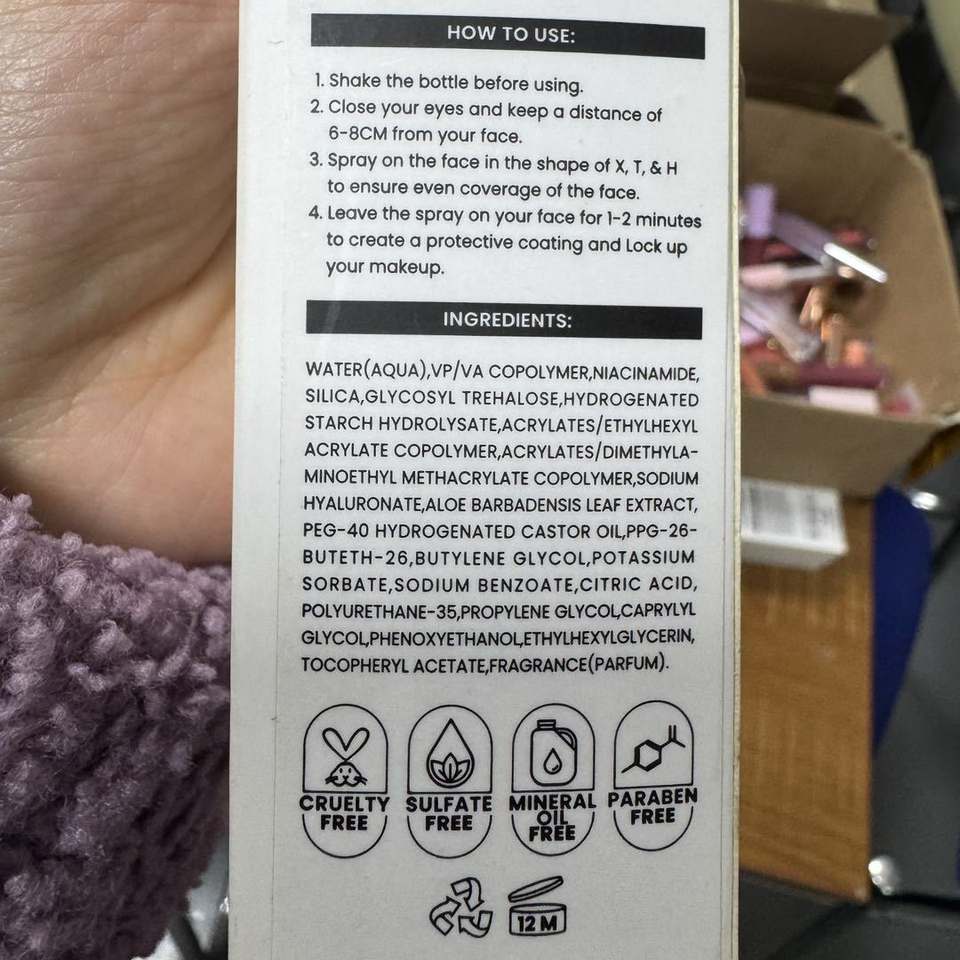 HOW TO USE:
1. Shake the bottle before using.
2. Close your eyes and keep a distance of
6-8CM from your face.
3. Spray on the face in the shape of X, T, & H
to ensure even coverage of the face.
4. Leave the spray on your face for 1-2 minutes
to create a protective coating and Lock up
your makeup.
INGREDIENTS:
WATER(AQUA),VP/VA COPOLYMER,NIACINAMIDE,
SILICA,GLYCOSYL TREHALOSE,HYDROGENATED
STARCH HYDROLYSATE,ACRYLATES/ETHYLHEXYL
ACRYLATE COPOLYMER,ACRYLATES/DIMETHYLA-
MINOETHYL METHACRYLATE COPOLYMER,SODIUM
HYALURONATE,ALOE BARBADENSIS LEAF EXTRACT,
PEG-40 HYDROGENATED CASTOR OIL,PPG-26-
BUTETH-26,BUTYLENE GLYCOL,POTASSIUM
SORBATE,SODIUM BENZOATE,CITRIC ACID,
POLYURETHANE-35,PROPYLENE GLYCOL,CAPRYLYL
GLYCOL,PHENOXYETHANOL,ETHYLHEXYLGLYCERIN,
TOCOPHERYL ACETATE,FRAGRANCE(PARFUM).
CRUELTY
FREE
SULFATE
FREE
MINERAL
OIL
FREE
PARABEN
FREE
12 M